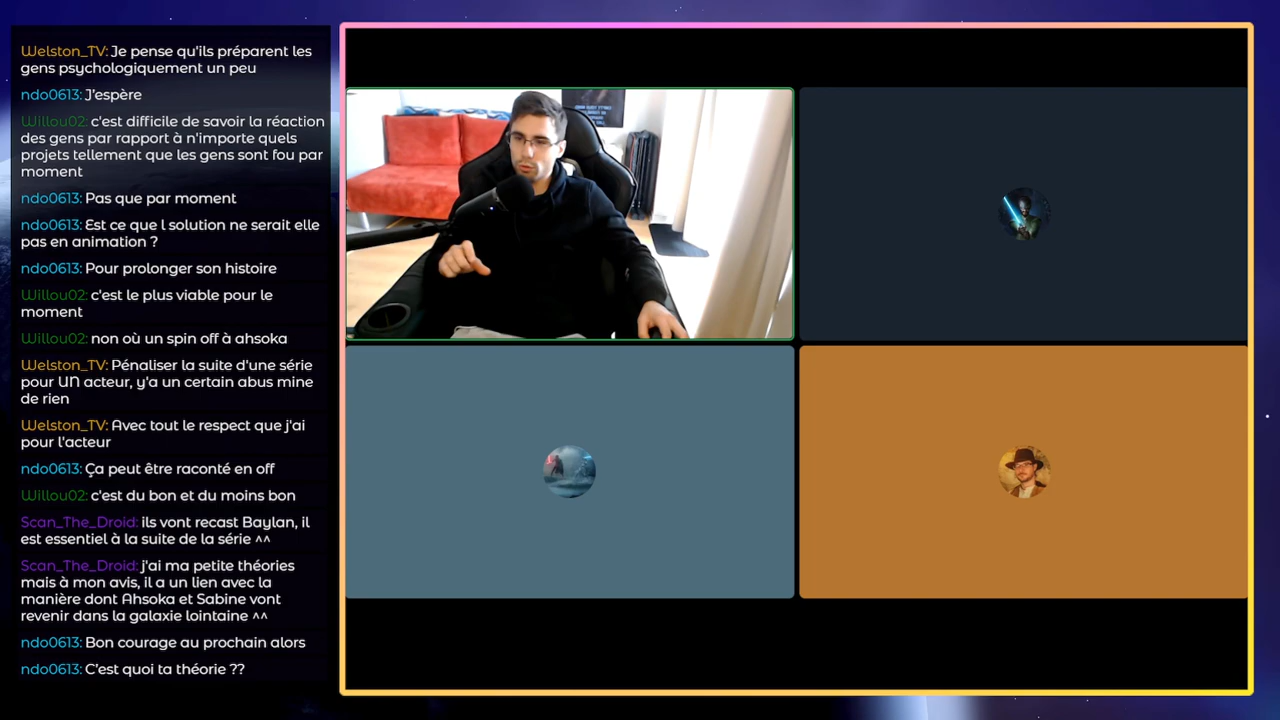 Welston_TV: Je pense qu'ils préparent les
gens psychologiquement un peu
ndo0613: J'espère
Willou02: c'est difficile de savoir la réaction
des gens par rapport à n'importe quels
projets tellement que les gens sont fou par
moment
ndo0613: Pas que par moment
ndo0613: Est ce que l solution ne serait elle
pas en animation ?
ndo0613: Pour prolonger son histoire
Willou02: c'est le plus viable pour le
moment
Willou02: non où un spin off à ahsoka
Welston_TV: Pénaliser la suite d'une série
pour UN acteur, y'a un certain abus mine
de rien
Welston_TV: Avec tout le respect que j'ai
pour l'acteur
ndo0613: Ça peut être raconté en off
Willou02: c'est du bon et du moins bon
Scan_The_Droid: ils vont recast Baylan, il
est essentiel à la suite de la série ^^
Scan_The_Droid: j'ai ma petite théories
mais à mon avis, il a un lien avec la
manière dont Ahsoka et Sabine vont
revenir dans la galaxie lointaine ^^
ndo0613: Bon courage au prochain alors
ndo0613: C'est quoi ta théorie ??